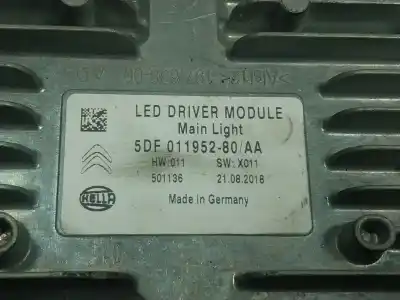 LED DRIVER MODULE
Main Light
5DF 011952-80/AA
HW:011 SW: X011
501136 21.08.2018
HELLA
Made in Germany